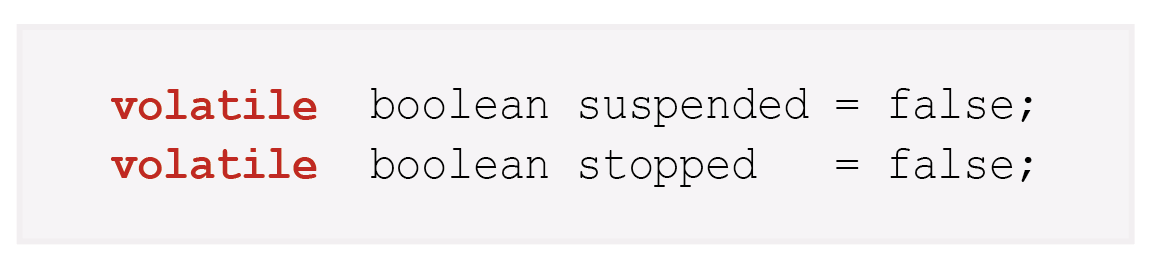 volatile  boolean suspended = false;
volatile  boolean stopped   = false;